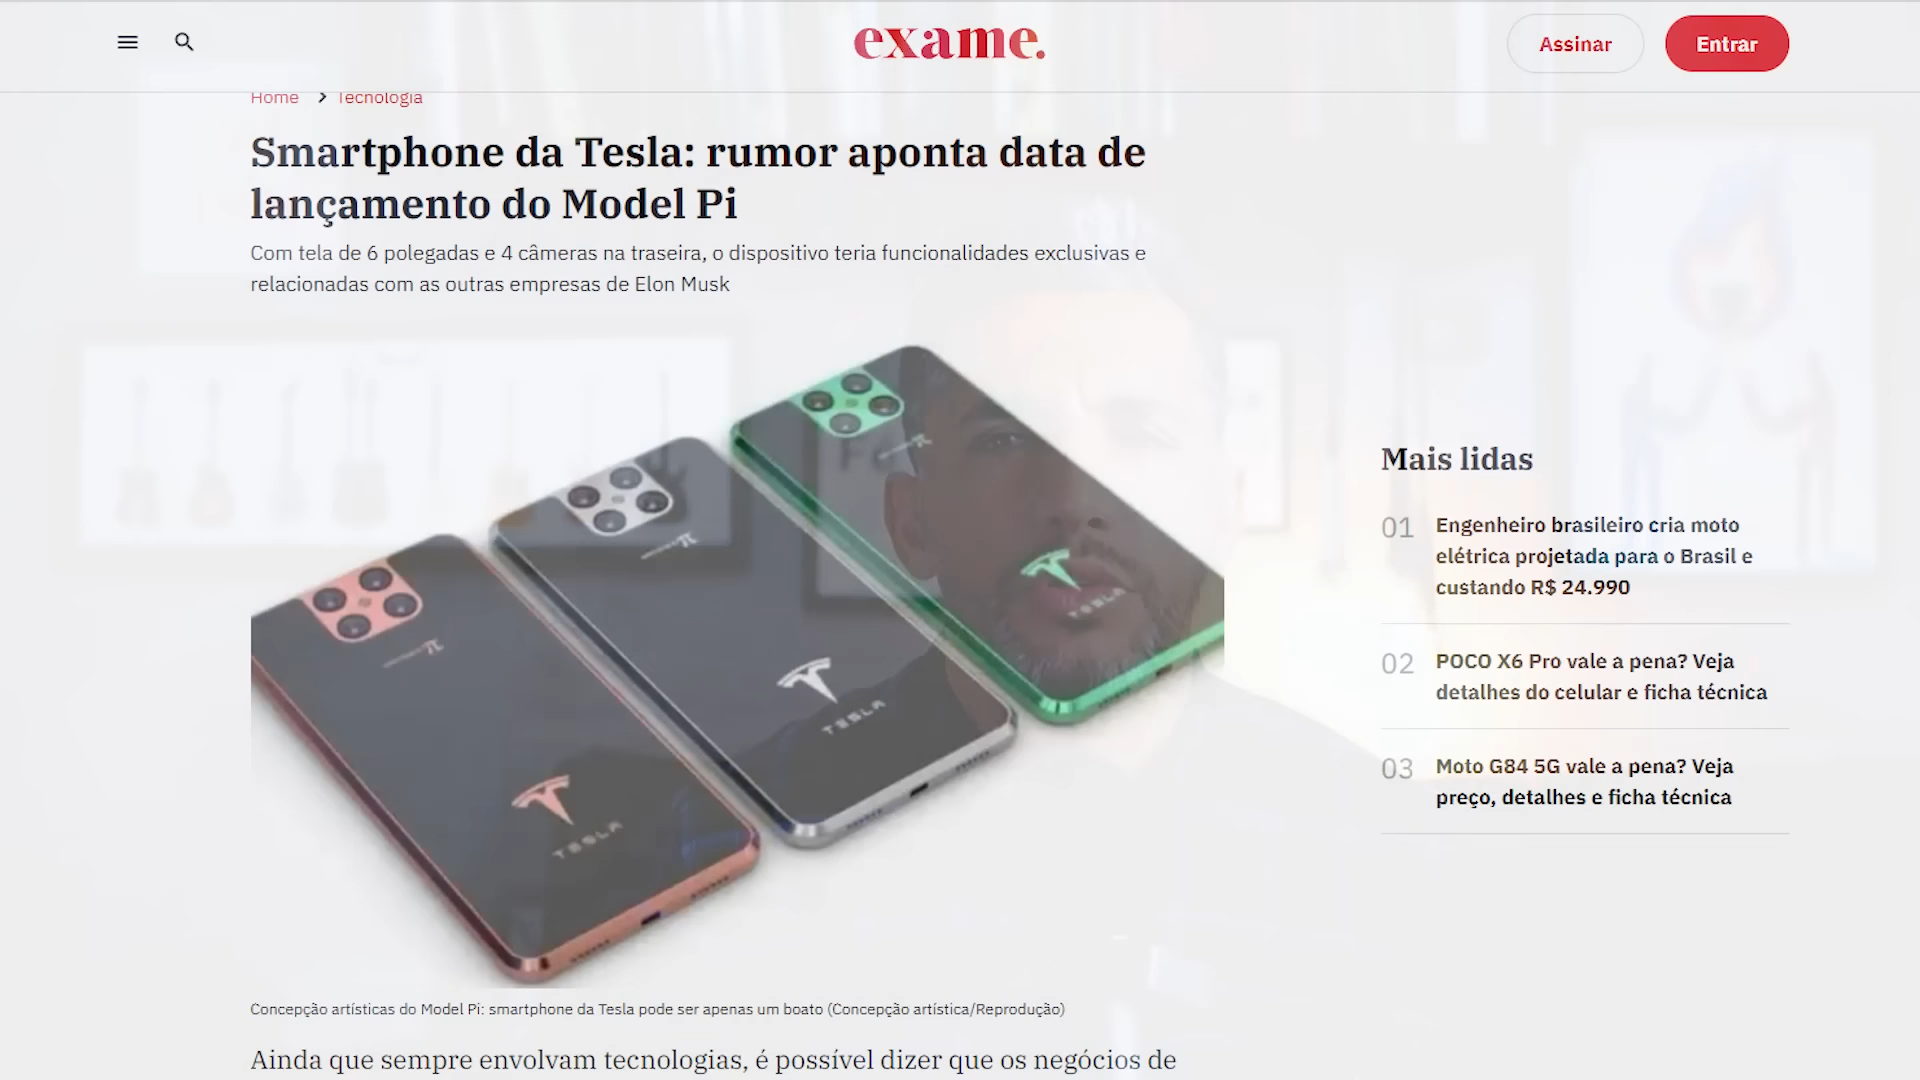 exame.
Assinar
Entrar
Home > Tecnologia
Smartphone da Tesla: rumor aponta data de
lançamento do Model Pi
Com tela de 6 polegadas e 4 câmeras na traseira, o dispositivo teria funcionalidades exclusivas e
relacionadas com as outras empresas de Elon Musk
π
π
π
TESLA
TESLA
TESLA
Mais lidas
01 Engenheiro brasileiro cria moto
elétrica projetada para o Brasil e
custando R$ 24.990
02 POCO X6 Pro vale a pena? Veja
detalhes do celular e ficha técnica
03 Moto G84 5G vale a pena? Veja
preço, detalhes e ficha técnica
Concepção artísticas do Model Pi: smartphone da Tesla pode ser apenas um boato (Concepção artística/Reprodução)
Ainda que sempre envolvam tecnologias, é possível dizer que os negócios de